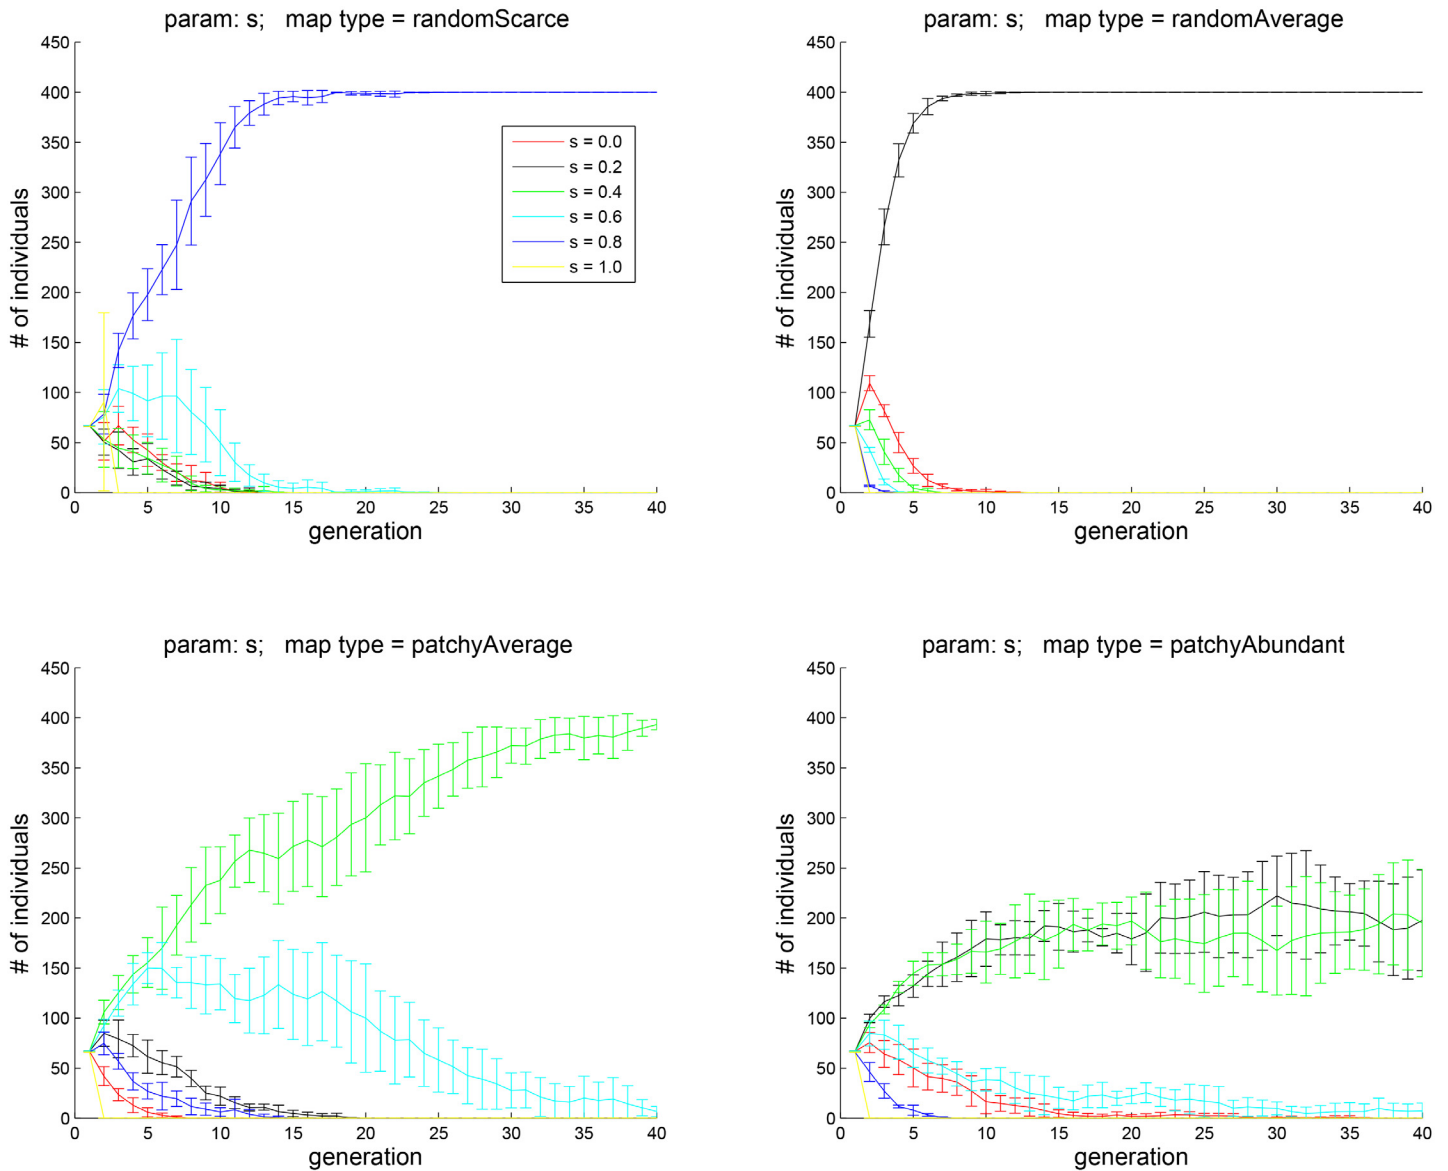 param: s;   map type = randomScarce
450
400
350
300
250
200
150
100
50
0
# of individuals
s = 0.0
s = 0.2
s = 0.4
s = 0.6
s = 0.8
s = 1.0
0 5 10 15 20 25 30 35 40
generation
param: s;   map type = randomAverage
450
400
350
300
250
200
150
100
50
0
# of individuals
0 5 10 15 20 25 30 35 40
generation
param: s;   map type = patchyAverage
450
400
350
300
250
200
150
100
50
0
# of individuals
0 5 10 15 20 25 30 35 40
generation
param: s;   map type = patchyAbundant
450
400
350
300
250
200
150
100
50
0
# of individuals
0 5 10 15 20 25 30 35 40
generation